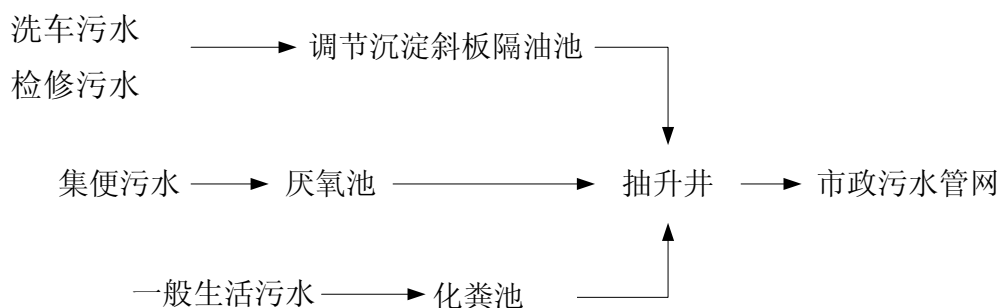 洗车污水
检修污水
调节沉淀斜板隔油池
集便污水
厌氧池
抽升井
市政污水管网
一般生活污水
化粪池